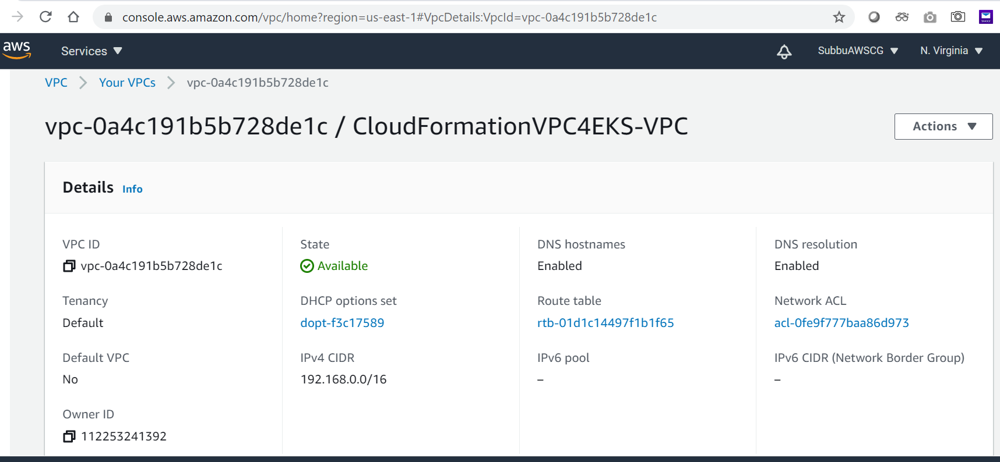 console.aws.amazon.com/vpc/home?region=us-east-1#VpcDetails:VpcId=vpc-0a4c191b5b728de1c
aws
Services
SubbuAWSCG
N. Virginia
VPC
Your VPCs
vpc-0a4c191b5b728de1c
vpc-0a4c191b5b728de1c / CloudFormationVPC4EKS-VPC
Actions
Details Info
VPC ID
vpc-0a4c191b5b728de1c
State
Available
DNS hostnames
Enabled
DNS resolution
Enabled
Tenancy
Default
DHCP options set
dopt-f3c17589
Route table
rtb-01d1c14497f1b1f65
Network ACL
acl-0fe9f777baa86d973
Default VPC
No
IPv4 CIDR
192.168.0.0/16
IPv6 pool
–
IPv6 CIDR (Network Border Group)
–
Owner ID
112253241392